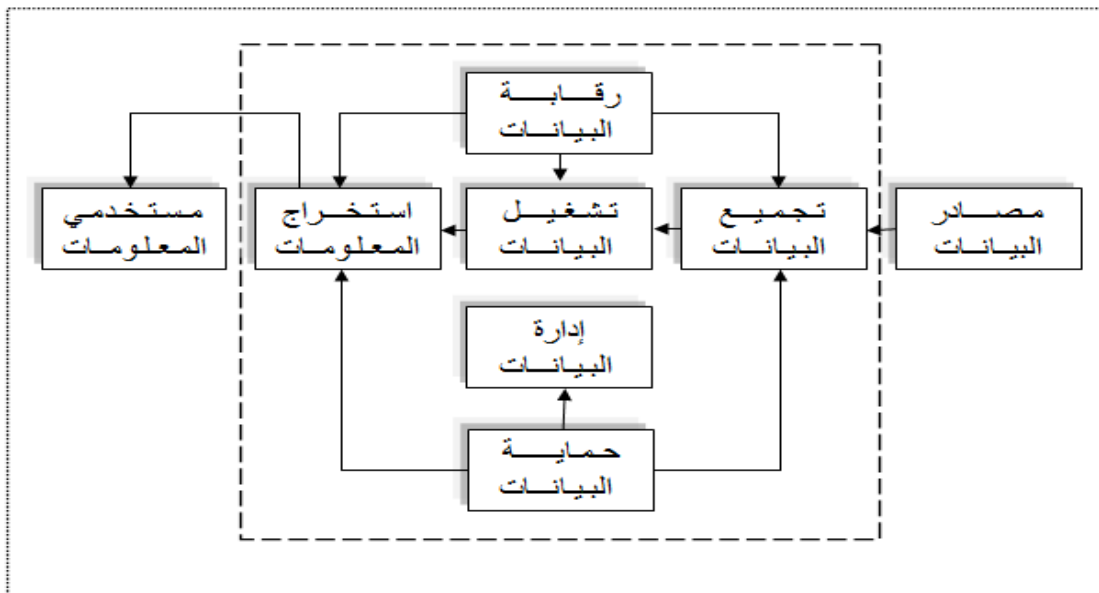 رقابة
البيانات
مصادر
البيانات
تجميع
البيانات
تشغيل
البيانات
استخراج
المعلومات
مستخدمي
المعلومات
إدارة
البيانات
حماية
البيانات